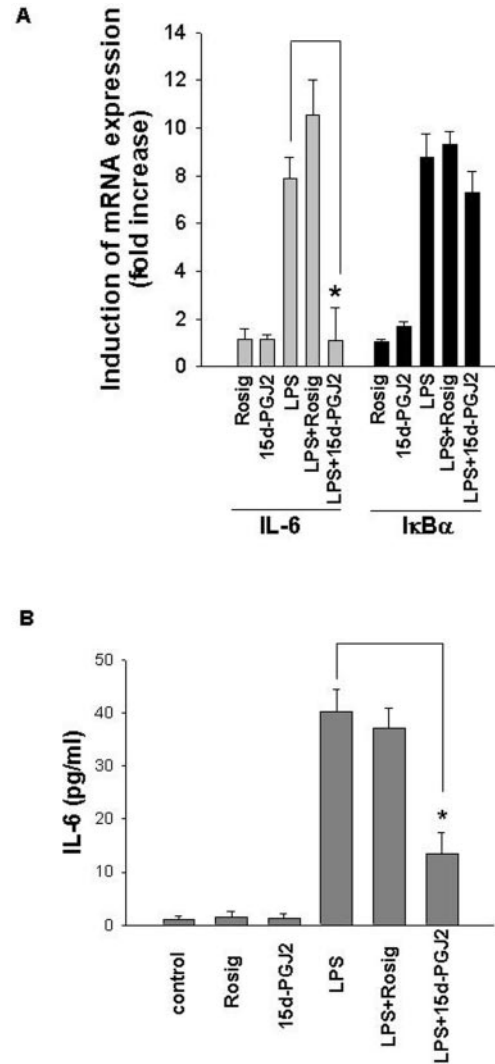 A
Induction of mRNA expression
(fold increase)
14
12
10
8
6
4
2
0
*
Rosig
15d-PGJ2
LPS
LPS+Rosig
LPS+15d-PGJ2
Rosig
15d-PGJ2
LPS
LPS+Rosig
LPS+15d-PGJ2
IL-6
IκBα
B
IL-6 (pg/ml)
50
40
30
20
10
0
*
control
Rosig
15d-PGJ2
LPS
LPS+Rosig
LPS+15d-PGJ2